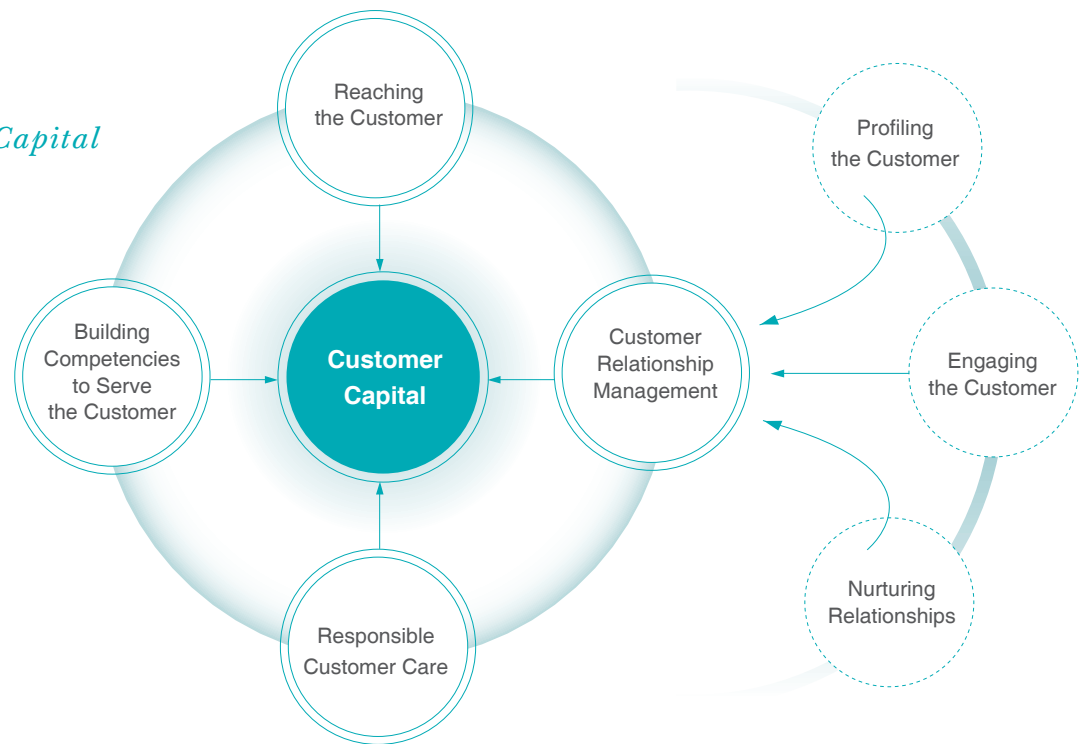 Capital
Reaching
the Customer
Profiling
the Customer
Building
Competencies
to Serve
the Customer
Customer
Capital
Customer
Relationship
Management
Engaging
the Customer
Responsible
Customer Care
Nurturing
Relationships